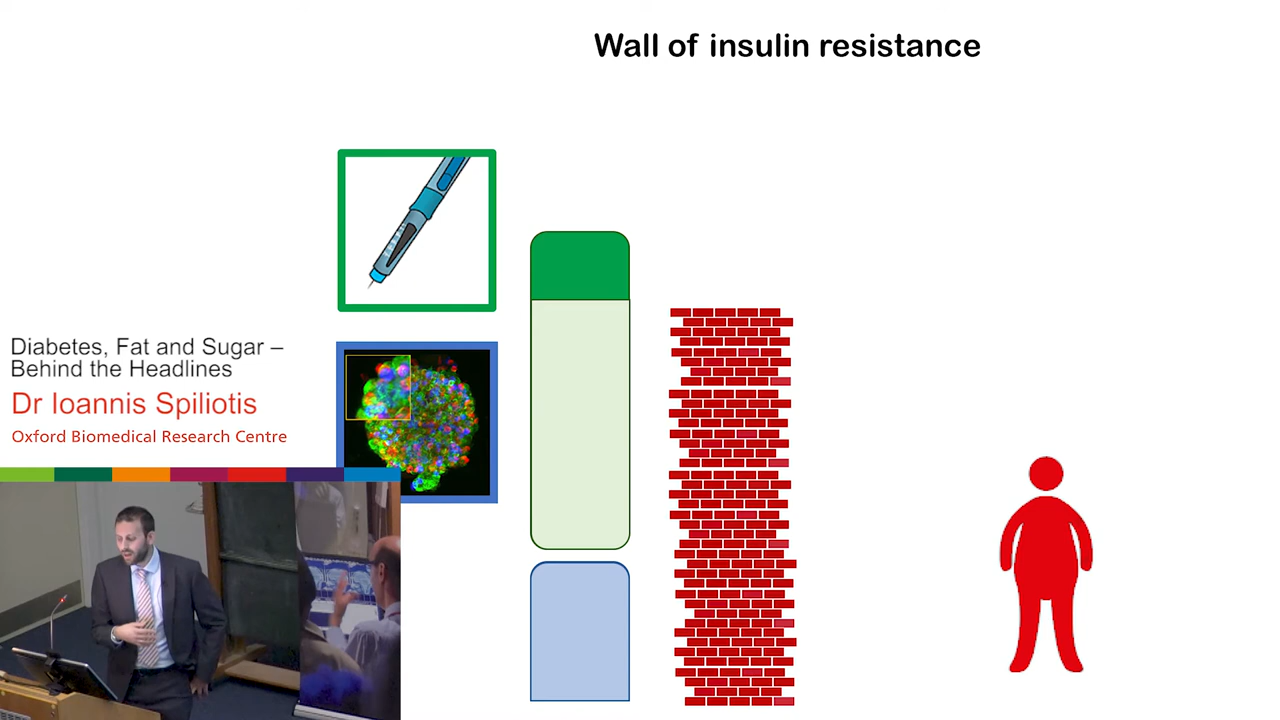 Wall of insulin resistance
Diabetes, Fat and Sugar –
Behind the Headlines
Dr Ioannis Spiliotis
Oxford Biomedical Research Centre